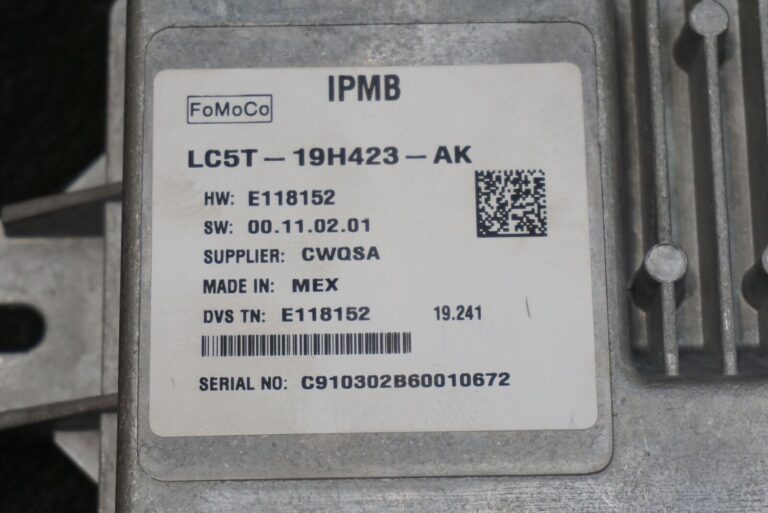 IPMB
FoMoCo
LC5T-19H423-AK
HW: E118152
SW: 00.11.02.01
SUPPLIER: CWQSA
MADE IN: MEX
DVS TN: E118152 19.241
SERIAL NO: C910302B60010672